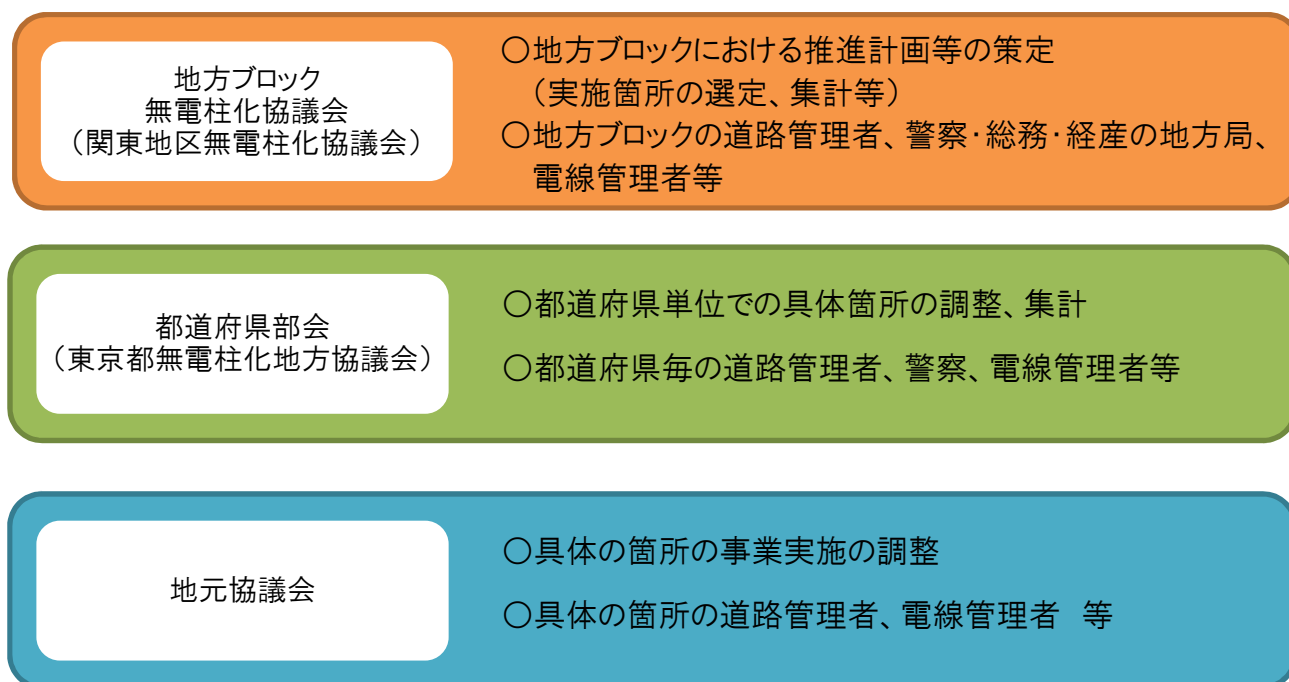 地方ブロック
無電柱化協議会
(関東地区無電柱化協議会)
○地方ブロックにおける推進計画等の策定
(実施箇所の選定、集計等)
○地方ブロックの道路管理者、警察・総務・経産の地方局、
電線管理者等
都道府県部会
(東京都無電柱化地方協議会)
○都道府県単位での具体箇所の調整、集計
○都道府県毎の道路管理者、警察、電線管理者等
地元協議会
○具体の箇所の事業実施の調整
○具体の箇所の道路管理者、電線管理者　等